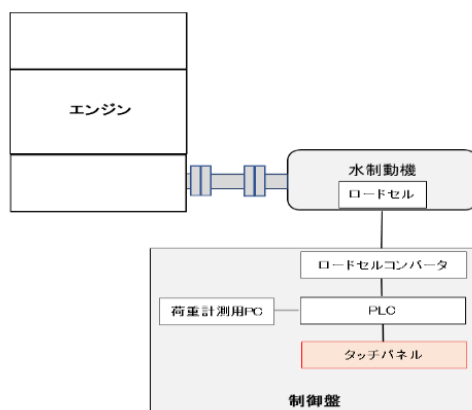 エンジン
水制動機
ロードセル
ロードセルコンバータ
荷重計測用PC
PLC
タッチパネル
制御盤